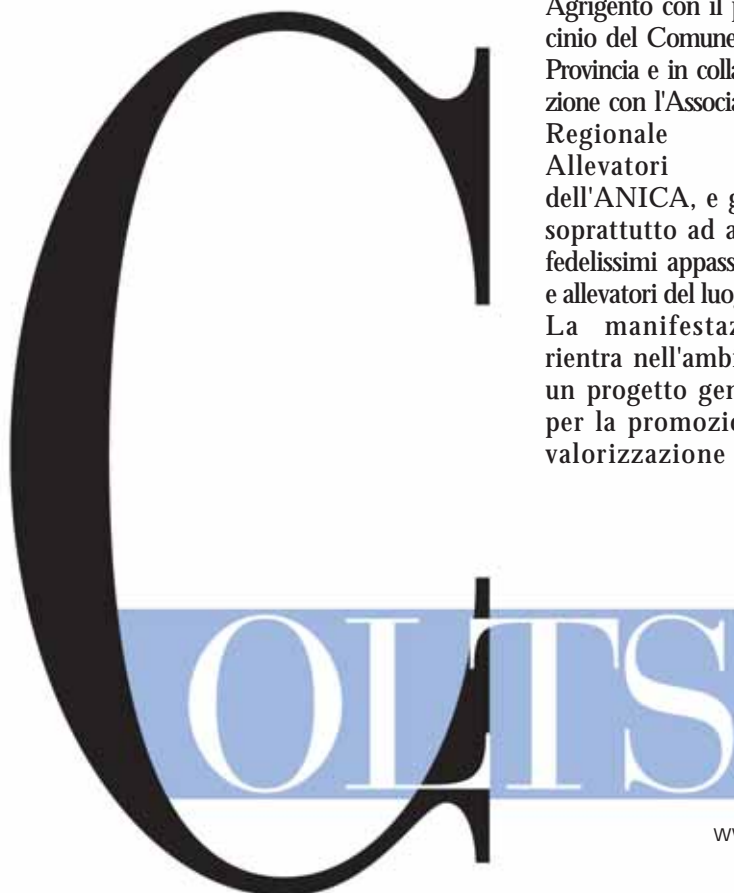 Agrigento con il p
cinio del Comune
Provincia e in colla
zione con l'Associa
Regionale
Allevatori
dell'ANICA, e g
soprattutto ad a
fedelissimi appass
e allevatori del luo
La manifestaz
rientra nell'ambi
un progetto gen
per la promozio
valorizzazione
COLTS